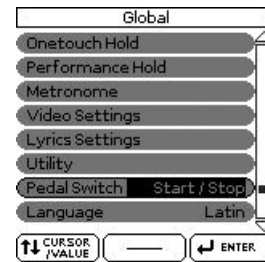 Global
Onetouch Hold
Performance Hold
Metronome
Video Settings
Lyrics Settings
Utility
Pedal Switch Start / Stop
Language Latin
CURSOR /VALUE ENTER